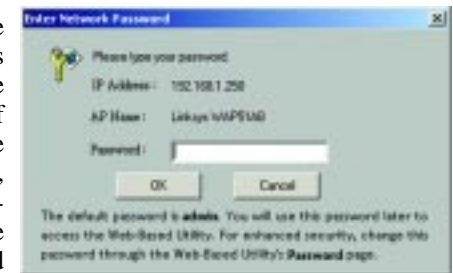 Enter Network Password
Please type your password.
IP Address: 192.168.1.250
AP Name: Linksys WAP51AB
Password:
OK Cancel
The default password is admin. You will use this password later to
access the Web-Based Utility. For enhanced security, change this
password through the Web-Based Utility's Password page.